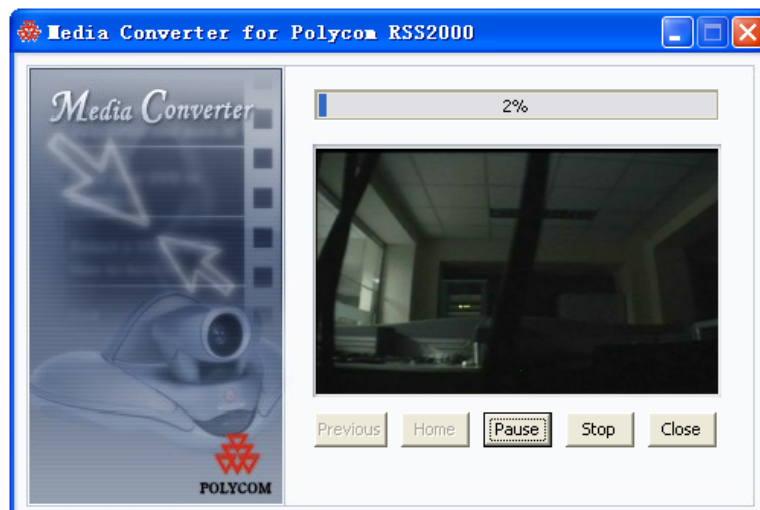 Media Converter for Polycom RSS2000
Media Converter
2%
Previous Home Pause Stop Close
POLYCOM